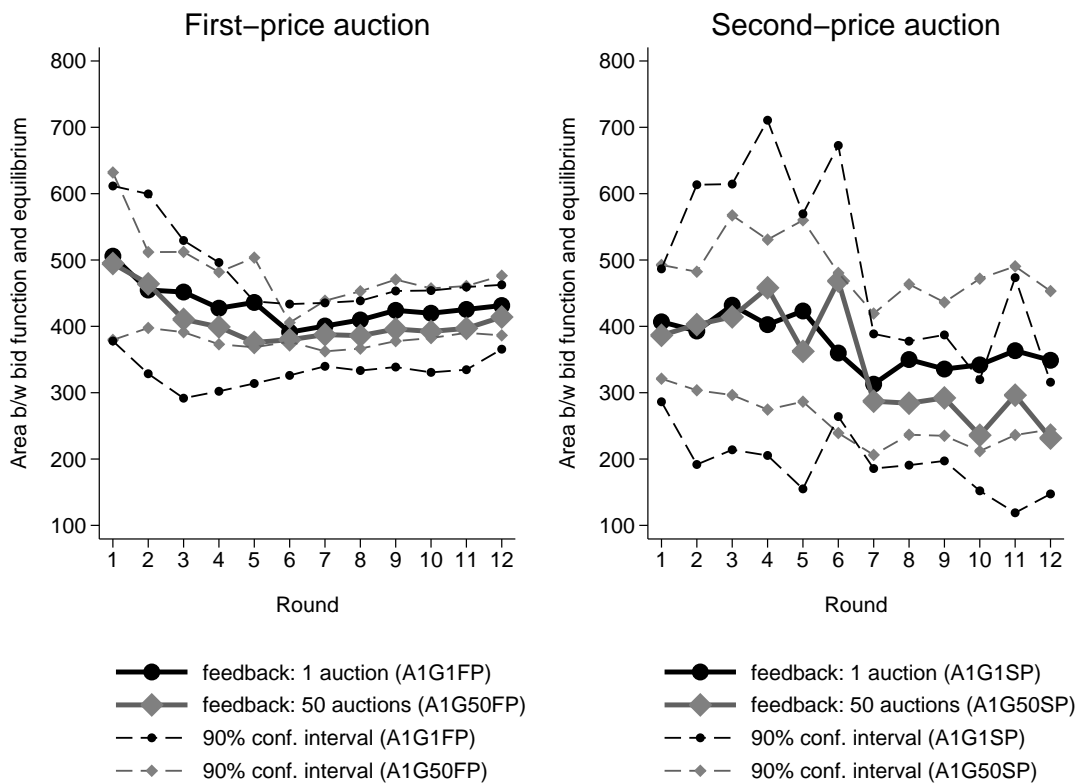 First−price auction
Area b/w bid function and equilibrium
800
700
600
500
400
300
200
100
1 2 3 4 5 6 7 8 9 10 11 12
Round
feedback: 1 auction (A1G1FP)
feedback: 50 auctions (A1G50FP)
90% conf. interval (A1G1FP)
90% conf. interval (A1G50FP)
Second−price auction
Area b/w bid function and equilibrium
800
700
600
500
400
300
200
100
1 2 3 4 5 6 7 8 9 10 11 12
Round
feedback: 1 auction (A1G1SP)
feedback: 50 auctions (A1G50SP)
90% conf. interval (A1G1SP)
90% conf. interval (A1G50SP)